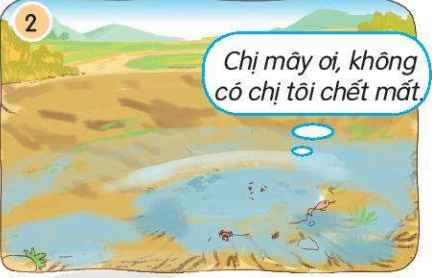 2
Chị mây ơi, không
có chị tôi chết mất.